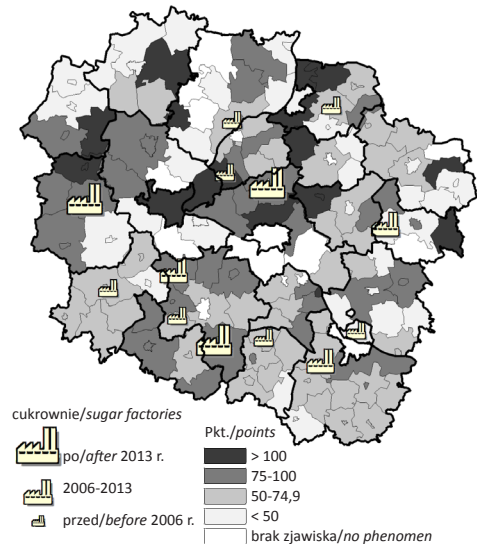 cukrownie/sugar factories
po/after 2013 r.
2006-2013
przed/before 2006 r.
Pkt./points
> 100
75-100
50-74,9
< 50
brak zjawiska/no phenomen